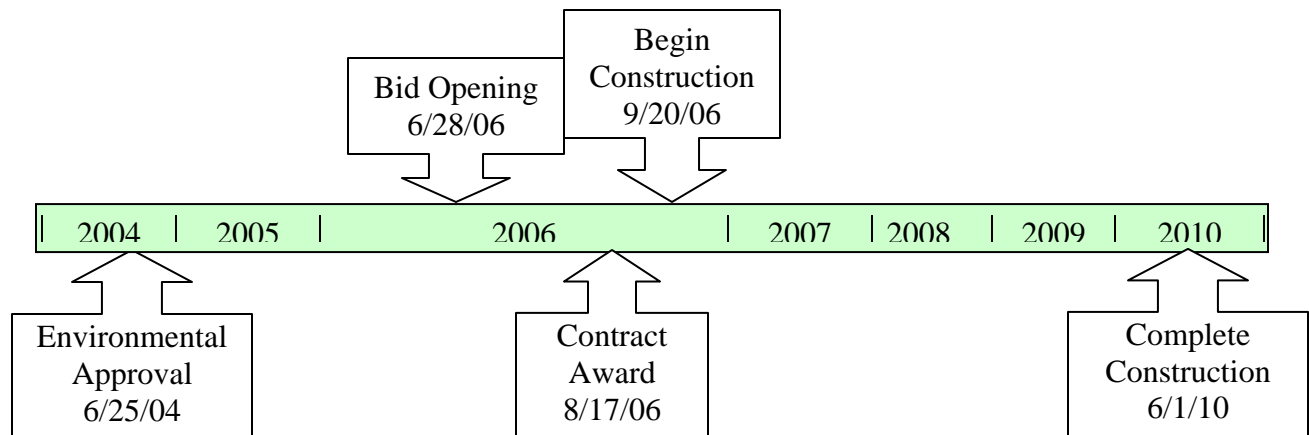 Begin
Construction
9/20/06
Bid Opening
6/28/06
2004 2005 2006 2007 2008 2009 2010
Environmental
Approval
6/25/04
Contract
Award
8/17/06
Complete
Construction
6/1/10